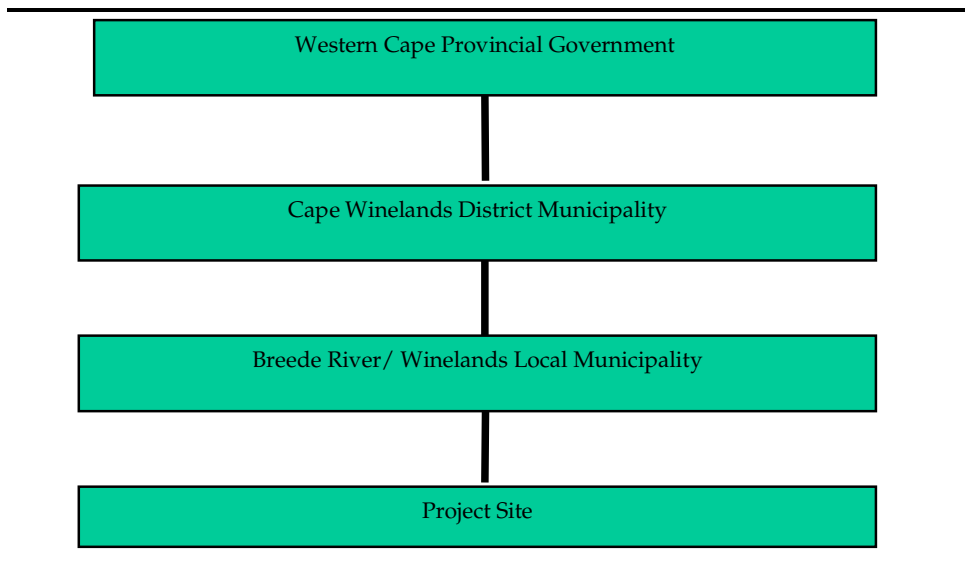 Western Cape Provincial Government
Cape Winelands District Municipality
Breede River/ Winelands Local Municipality
Project Site